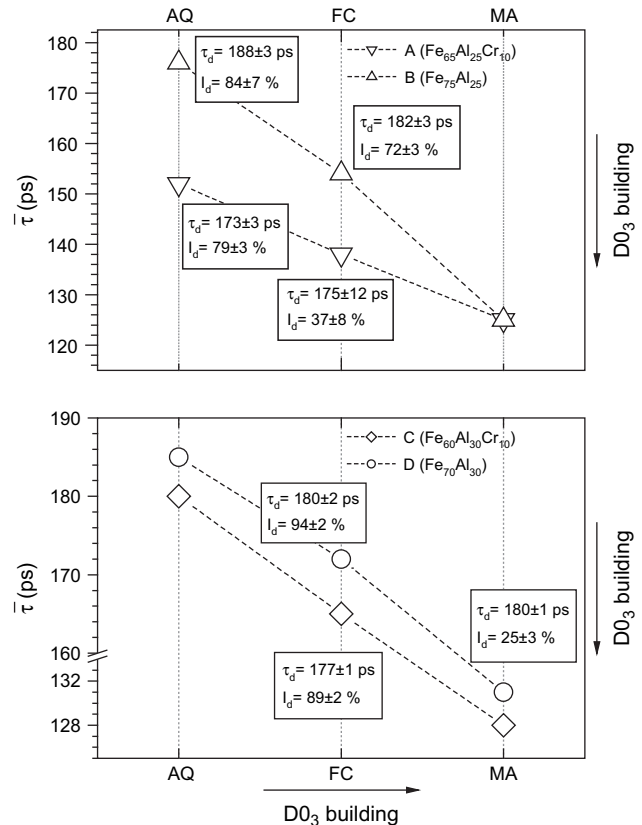 AQ FC MA
180
170
160
150
140
130
120
τ̄ (ps)
τd= 188±3 ps
Id= 84±7 %
A (Fe65Al25Cr10)
B (Fe75Al25)
τd= 182±3 ps
Id= 72±3 %
τd= 173±3 ps
Id= 79±3 %
τd= 175±12 ps
Id= 37±8 %
D03 building
190
180
170
160
131
128
τ̄ (ps)
C (Fe60Al30Cr10)
D (Fe70Al30)
τd= 180±2 ps
Id= 94±2 %
τd= 180±1 ps
Id= 25±3 %
τd= 177±1 ps
Id= 89±2 %
D03 building
AQ FC MA
D03 building